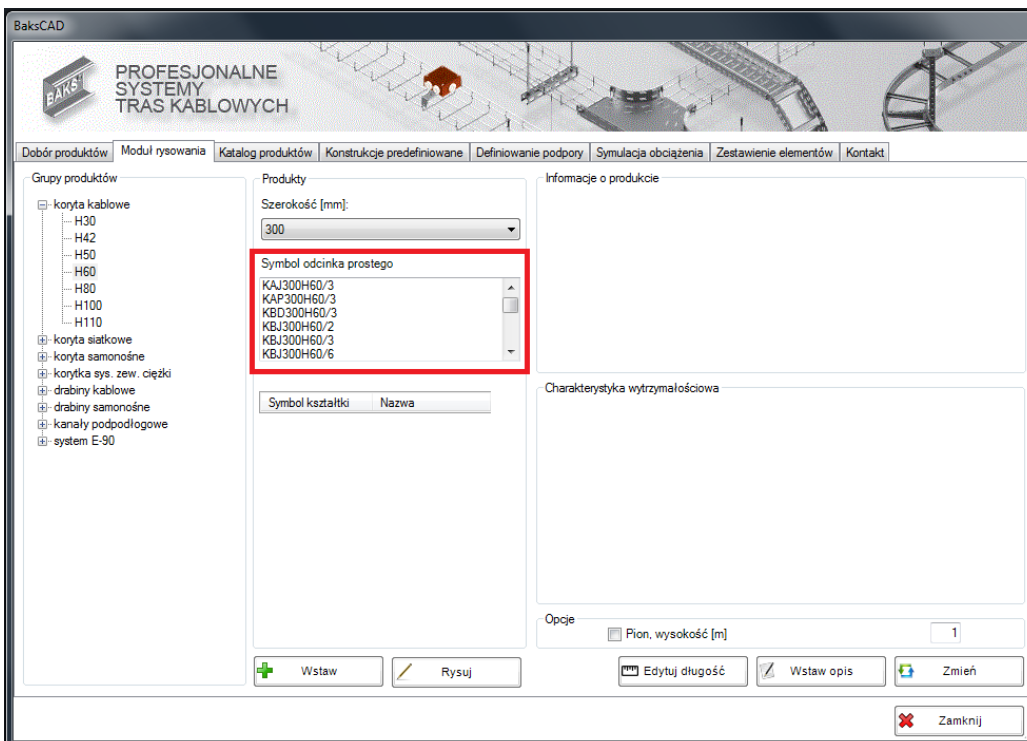 BaksCAD
BAKS
PROFESJONALNE
SYSTEMY
TRAS KABLOWYCH
Dobór produktów Moduł rysowania Katalog produktów Konstrukcje predefiniowane Definiowanie podpory Symulacja obciążenia Zestawienie elementów Kontakt
Grupy produktów
koryta kablowe
H30
H42
H50
H60
H80
H100
H110
koryta siatkowe
koryta samonośne
korytka sys. zew. ciężki
drabiny kablowe
drabiny samonośne
kanały podpodłogowe
system E-90
Produkty
Szerokość [mm]:
300
Symbol odcinka prostego
KAJ300H60/3
KAP300H60/3
KBD300H60/3
KBJ300H60/2
KBJ300H60/3
KBJ300H60/6
Symbol kształtki Nazwa
Wstaw Rysuj
Informacje o produkcie
Charakterystyka wytrzymałościowa
Opcje
Pion, wysokość [m] 1
Edytuj długość Wstaw opis Zmień
Zamknij